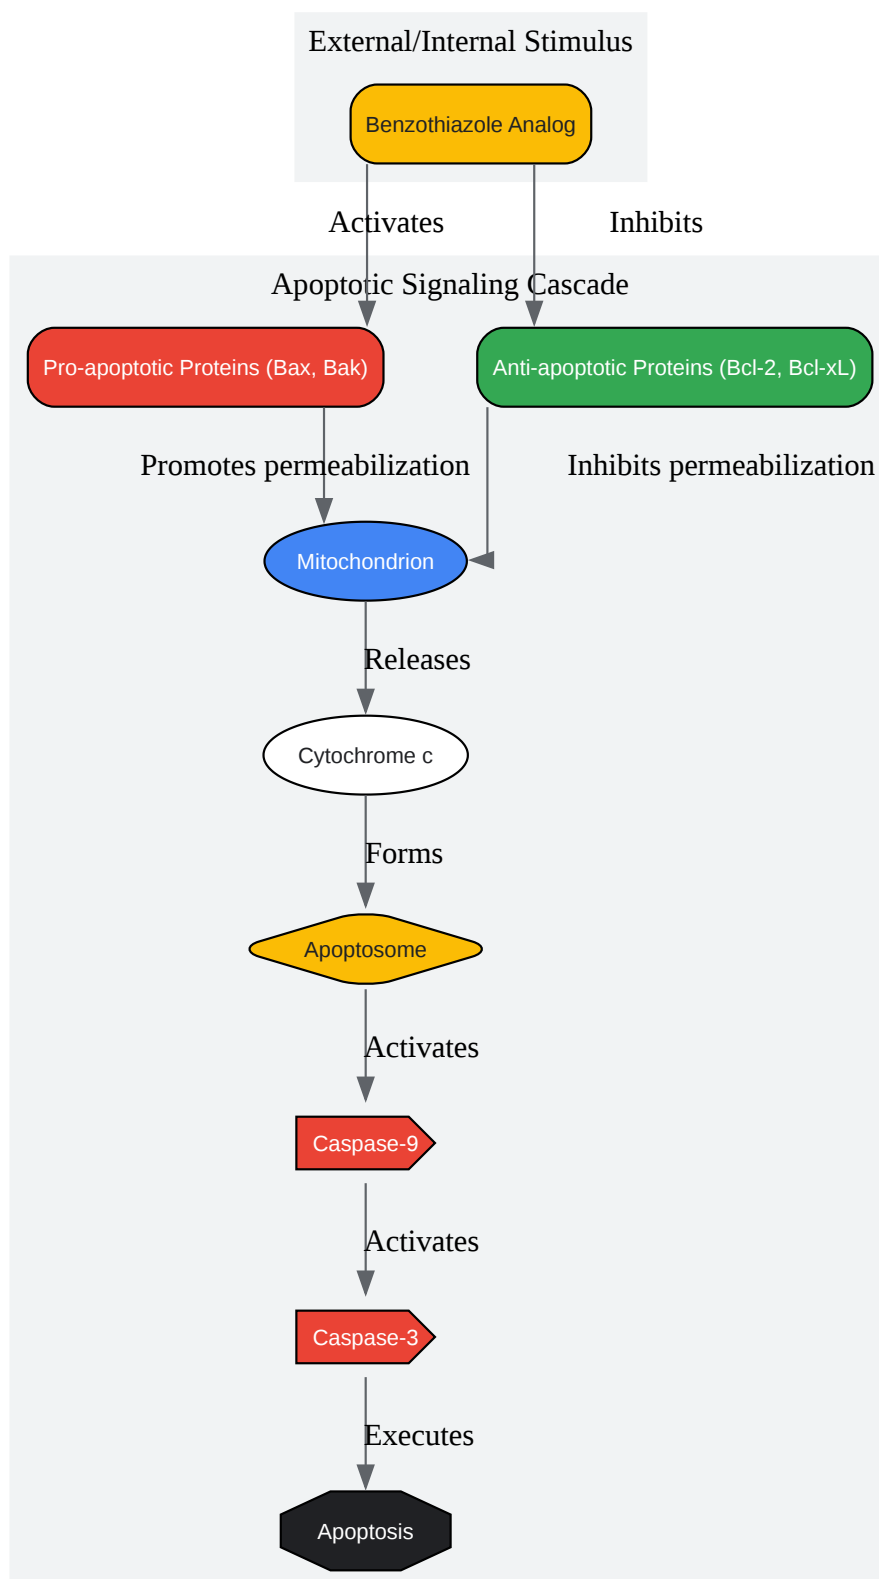 External/Internal Stimulus
Benzothiazole Analog
Activates
Inhibits
Apoptotic Signaling Cascade
Pro-apoptotic Proteins (Bax, Bak)
Anti-apoptotic Proteins (Bcl-2, Bcl-xL)
Promotes permeabilization
Inhibits permeabilization
Mitochondrion
Releases
Cytochrome c
Forms
Apoptosome
Activates
Caspase-9
Activates
Caspase-3
Executes
Apoptosis